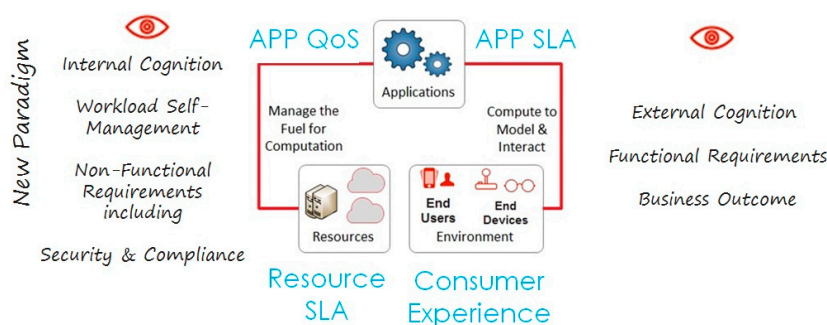 New Paradigm
Internal Cognition
Workload Self-
Management
Non-Functional
Requirements
including
Security & Compliance
APP QoS
APP SLA
Applications
Manage the
Fuel for
Computation
Compute to
Model &
Interact
Resources
End
Users
End
Devices
Environment
Resource
SLA
Consumer
Experience
External Cognition
Functional Requirements
Business Outcome